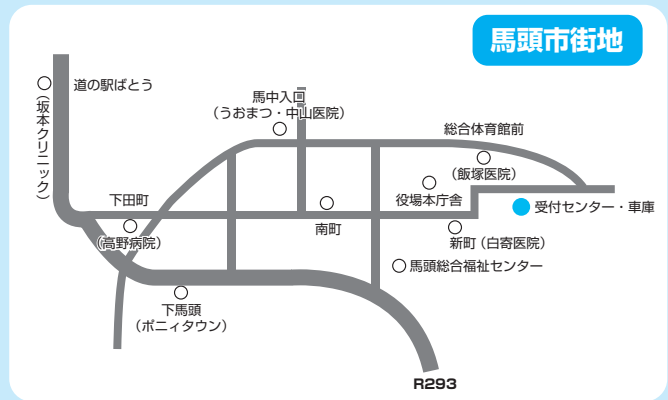 馬頭市街地
道の駅ばとう
(坂本クリニック)
馬中入口
(うおまつ・中山医院)
総合体育館前
(飯塚医院)
下田町
役場本庁舎
受付センター・車庫
(高野病院)
南町
新町(白寄医院)
馬頭総合福祉センター
下馬頭
(ポニィタウン)
R293